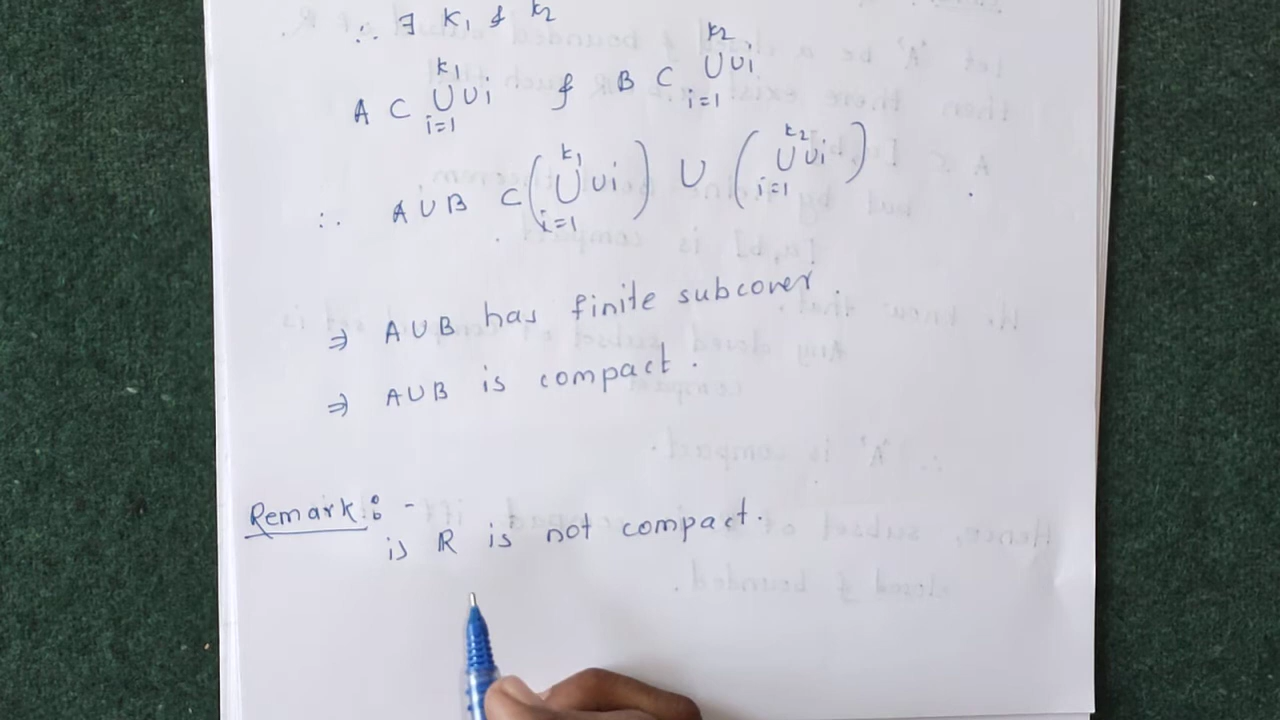 ∴ ∃ k₁ & k₂
A ⊂ ⋃_{i=1}^{k₁} Ui & B ⊂ ⋃_{i=1}^{k₂} Ui
∴ A ∪ B ⊂ (⋃_{i=1}^{k₁} Ui) ∪ (⋃_{i=1}^{k₂} Ui)
⇒ A∪B has finite subcover.
⇒ A∪B is compact.
Remark :-
is ℝ is not compact.